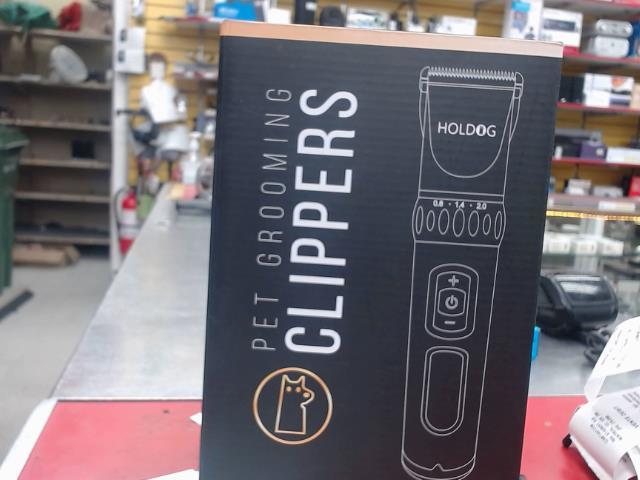 PET GROOMING
CLIPPERS
HOLDOG
0.8 · 1.4 · 2.0